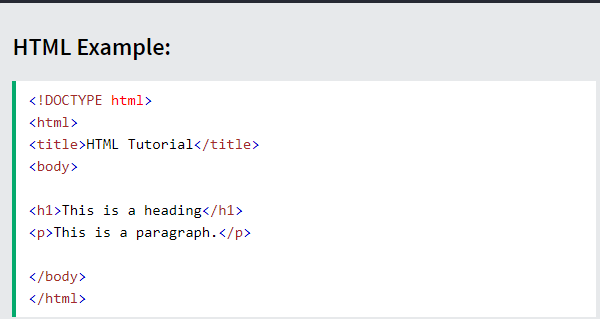 HTML Example:
<!DOCTYPE html>
<html>
<title>HTML Tutorial</title>
<body>
<h1>This is a heading</h1>
<p>This is a paragraph.</p>
</body>
</html>